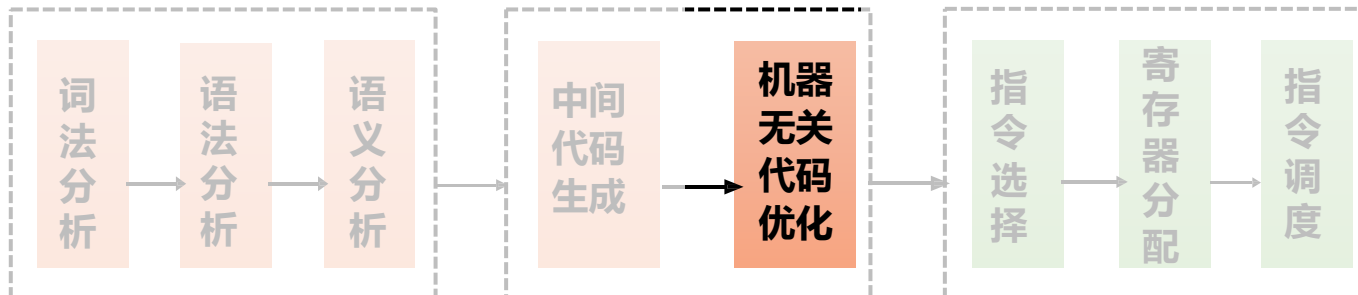 词法分析
语法分析
语义分析
中间
代码
生成
机器
无关
代码
优化
指令选择
寄存器分配
指令调度